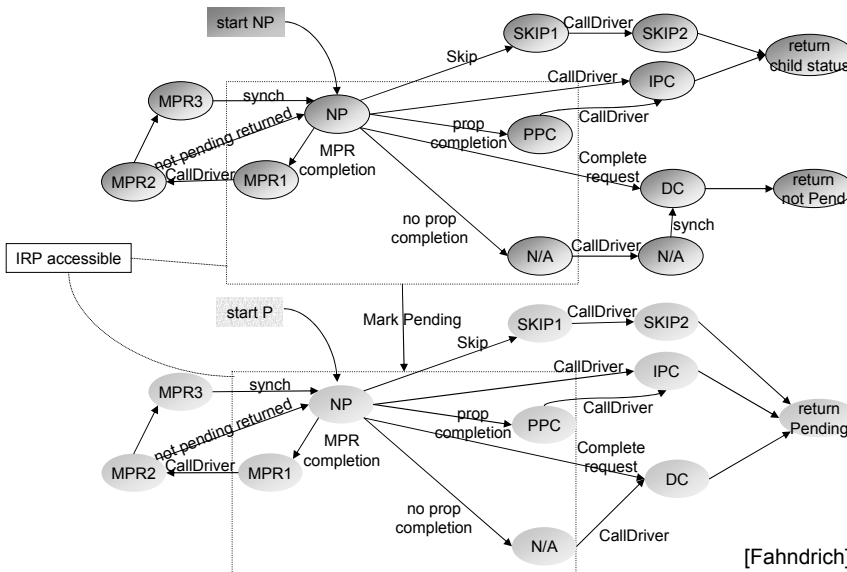 start NP
SKIP1
CallDriver
SKIP2
return
child status
Skip
CallDriver
IPC
MPR3
synch
NP
prop
completion
PPC
CallDriver
not pending returned
MPR
completion
MPR2
CallDriver
MPR1
Complete
request
DC
return
not Pend
synch
no prop
completion
N/A
CallDriver
N/A
IRP accessible
start P
Mark Pending
SKIP1
CallDriver
SKIP2
Skip
CallDriver
IPC
MPR3
synch
NP
prop
completion
PPC
CallDriver
return
Pending
not pending returned
MPR
completion
MPR2
CallDriver
MPR1
Complete
request
DC
no prop
completion
N/A
CallDriver
[Fahndrich]